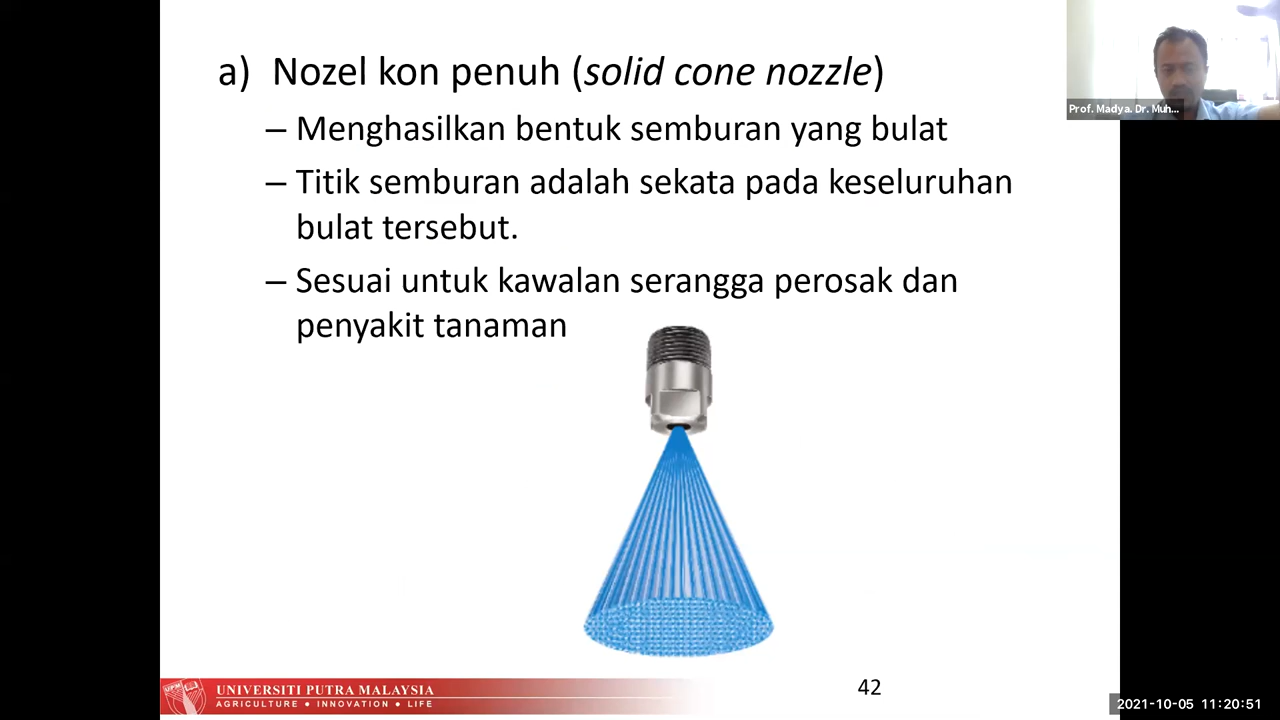 a) Nozel kon penuh (solid cone nozzle)
– Menghasilkan bentuk semburan yang bulat
– Titik semburan adalah sekata pada keseluruhan
bulat tersebut.
– Sesuai untuk kawalan serangga perosak dan
penyakit tanaman
Prof. Madya. Dr. Muh...
UPM
UNIVERSITI PUTRA MALAYSIA
AGRICULTURE • INNOVATION • LIFE
42
2021-10-05 11:20:51